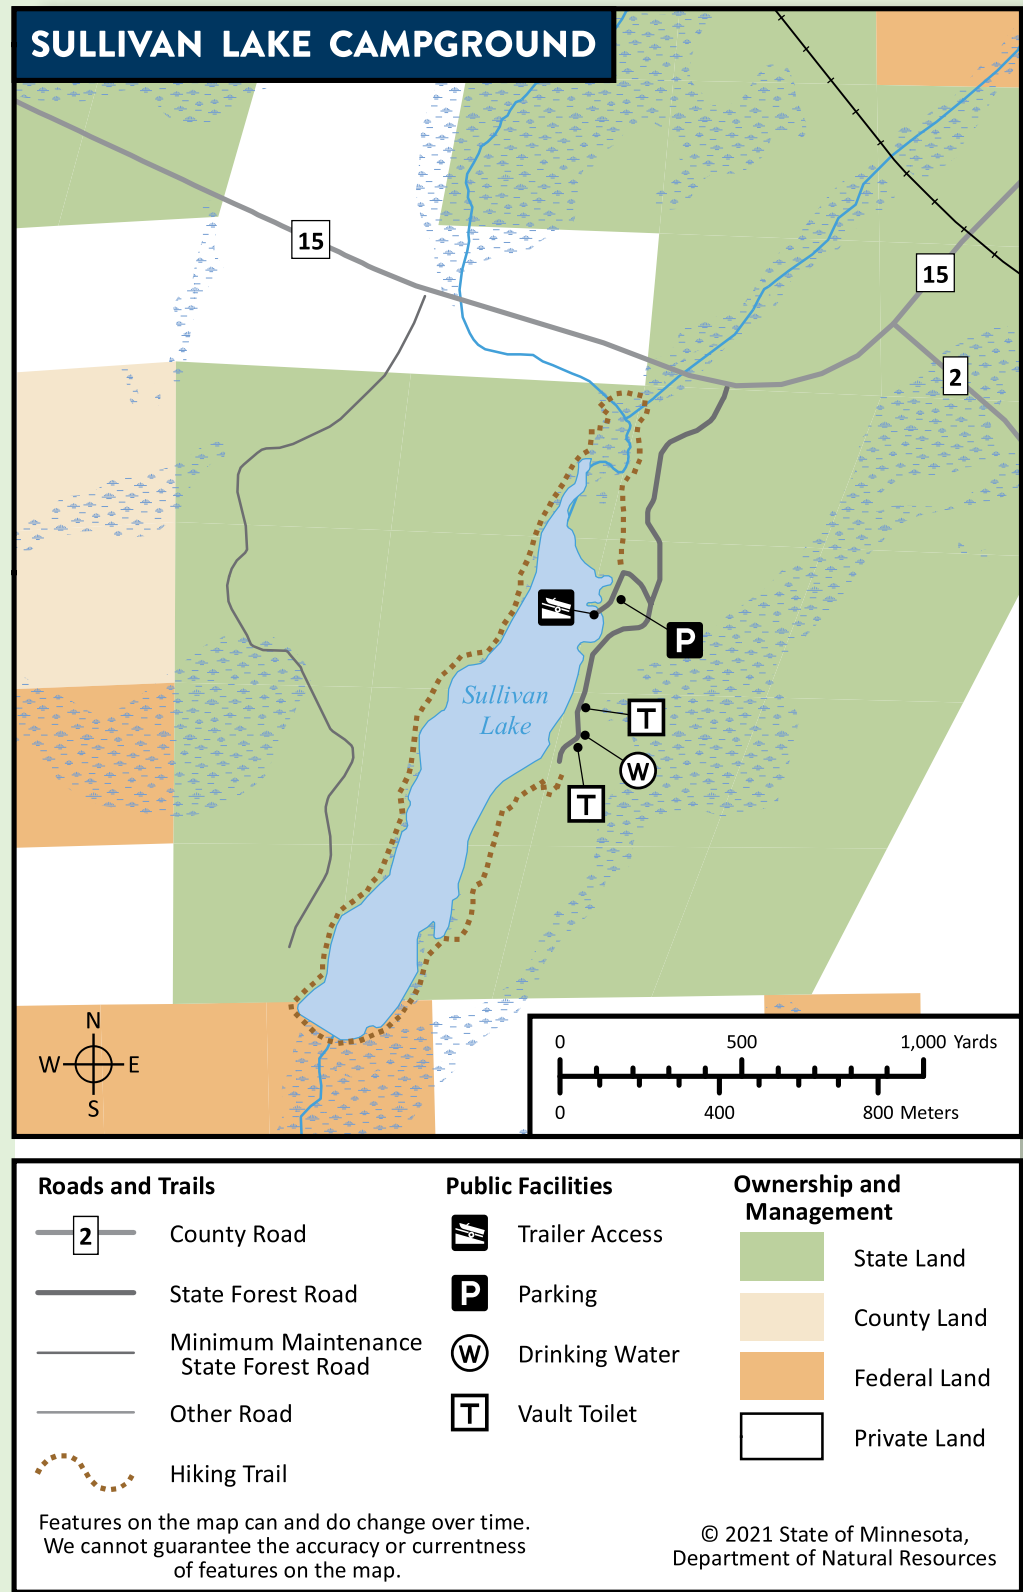 SULLIVAN LAKE CAMPGROUND
15
15
2
P
Sullivan
Lake
T
W
T
N
W E
S
0 500 1,000 Yards
0 400 800 Meters
Roads and Trails
2 County Road
State Forest Road
Minimum Maintenance
State Forest Road
Other Road
Hiking Trail
Public Facilities
Trailer Access
P Parking
W Drinking Water
T Vault Toilet
Ownership and
Management
State Land
County Land
Federal Land
Private Land
Features on the map can and do change over time.
We cannot guarantee the accuracy or currentness
of features on the map.
© 2021 State of Minnesota,
Department of Natural Resources